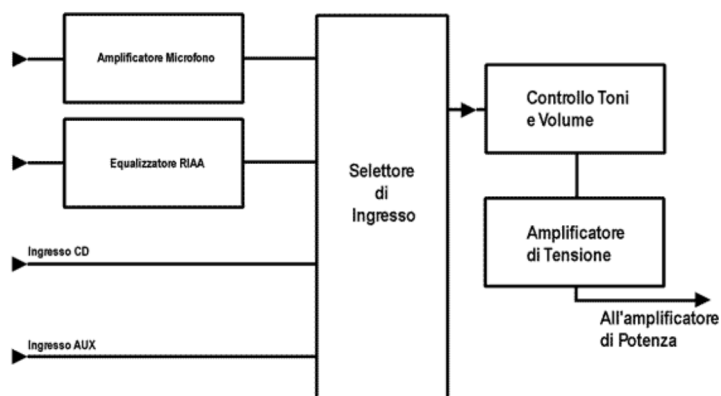 Amplificatore Microfono
Equalizzatore RIAA
Ingresso CD
Ingresso AUX
Selettore
di
Ingresso
Controllo Toni
e Volume
Amplificatore
di Tensione
All'amplificatore
di Potenza